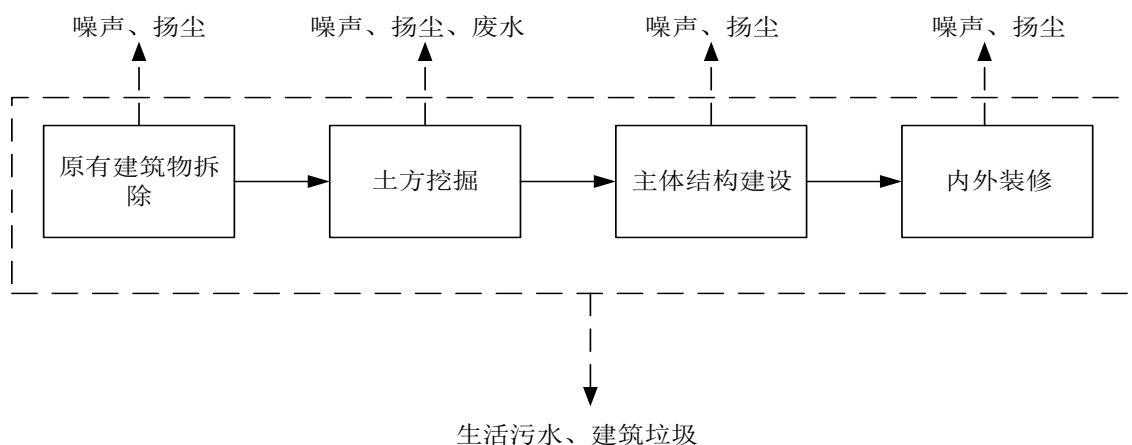 噪声、扬尘
噪声、扬尘、废水
噪声、扬尘
噪声、扬尘
原有建筑物拆
除
土方挖掘
主体结构建设
内外装修
生活污水、建筑垃圾